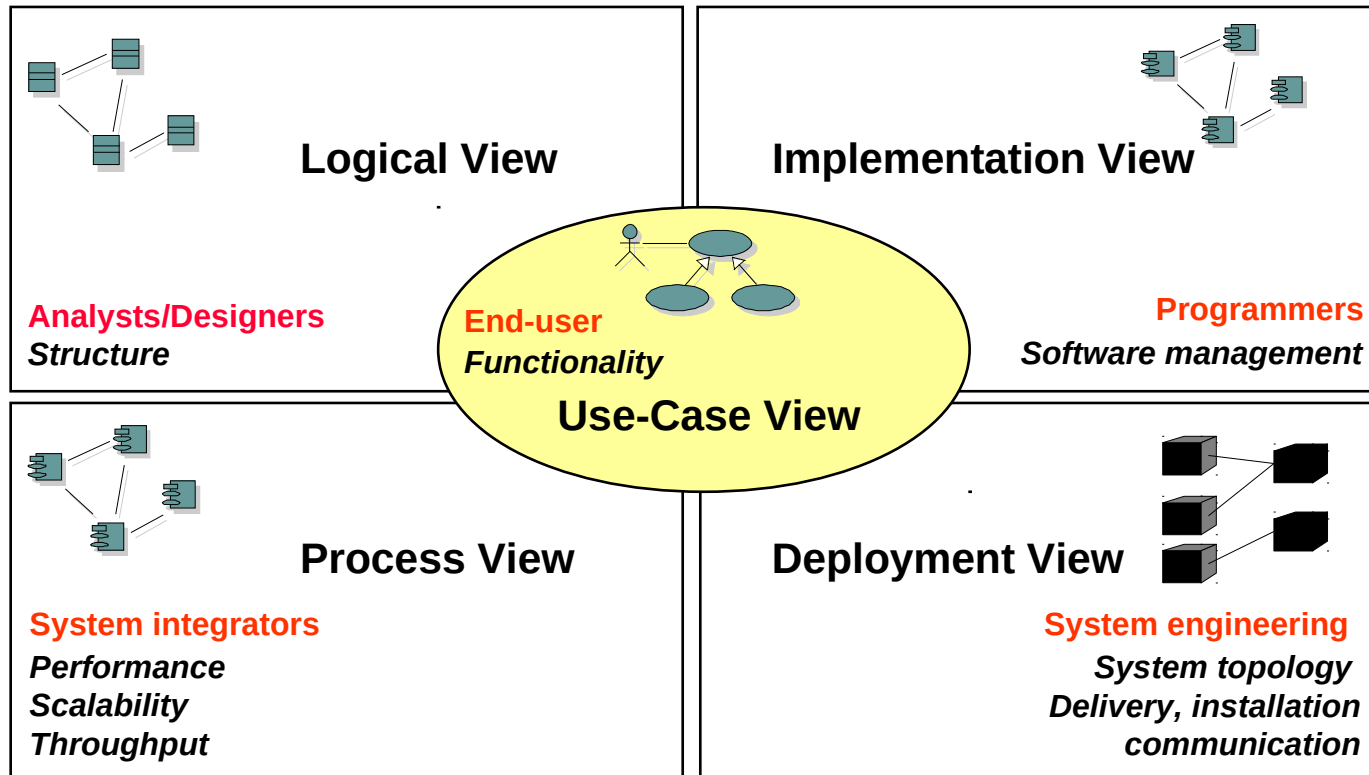 Logical View
Analysts/Designers
Structure
Implementation View
Programmers
Software management
End-user
Functionality
Use-Case View
Process View
System integrators
Performance
Scalability
Throughput
Deployment View
System engineering
System topology
Delivery, installation
communication